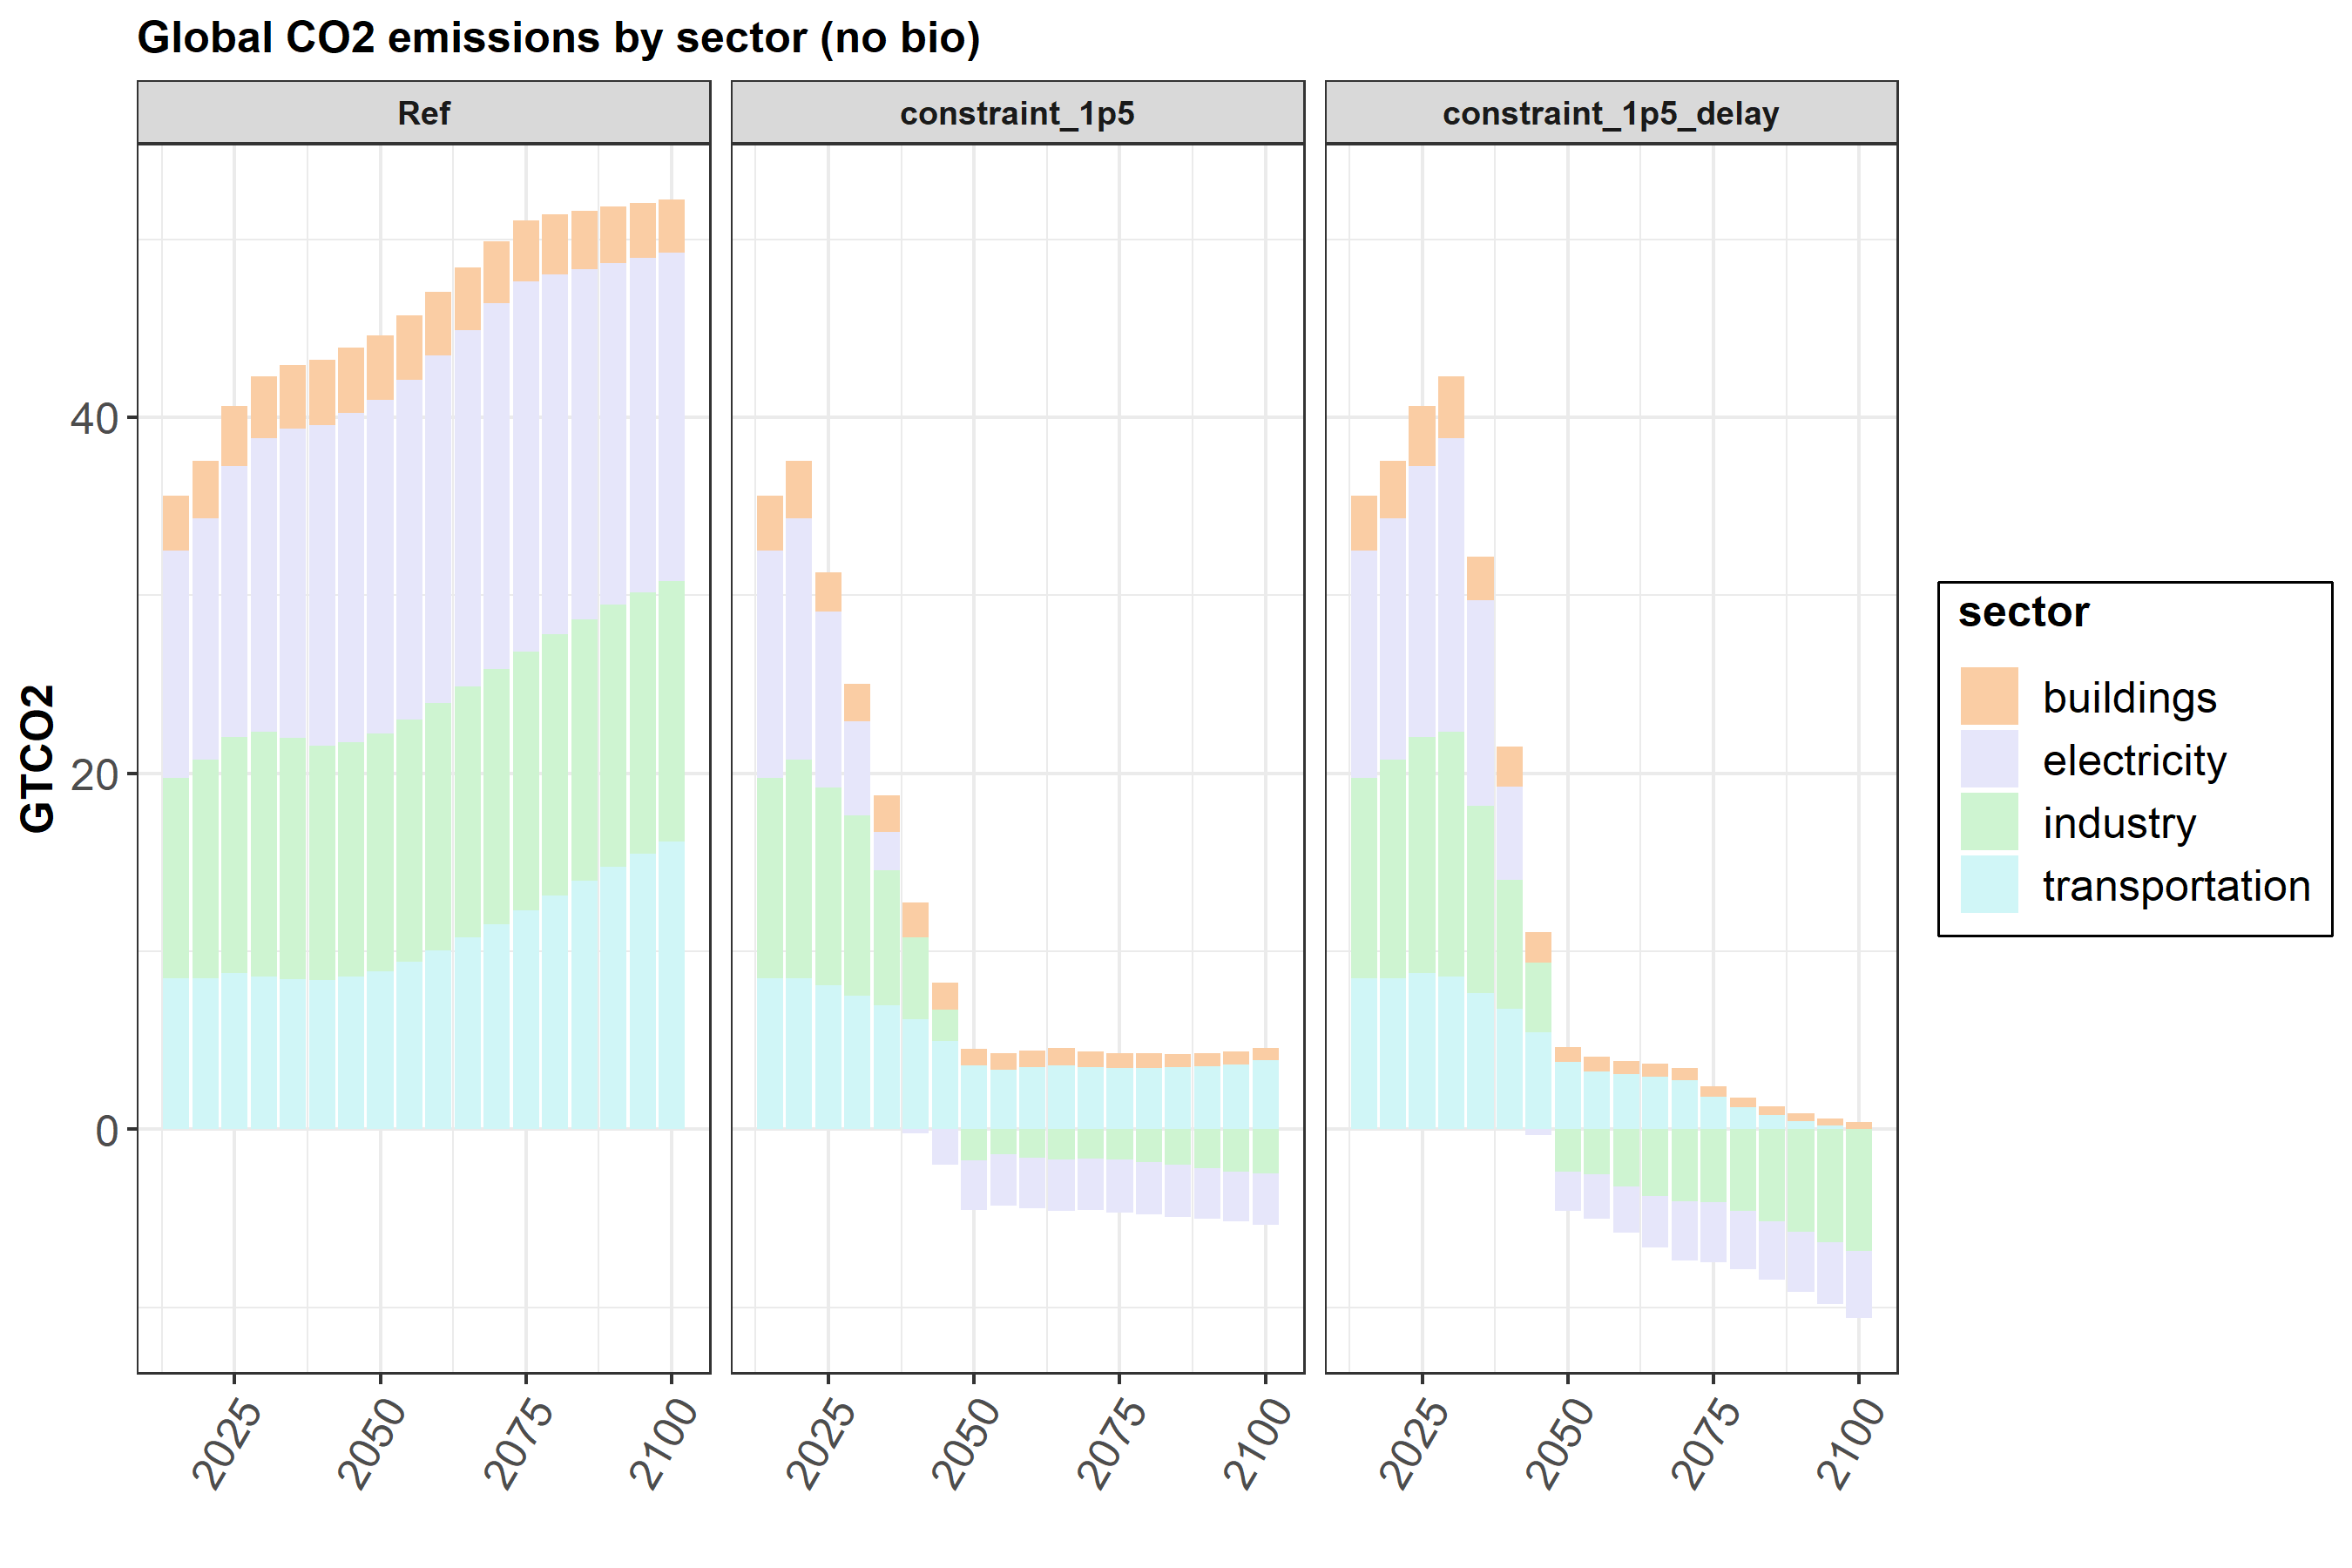 Global CO2 emissions by sector (no bio)
Ref
constraint_1p5
constraint_1p5_delay
GTCO2
40
20
0
2025
2050
2075
2100
2025
2050
2075
2100
2025
2050
2075
2100
sector
buildings
electricity
industry
transportation